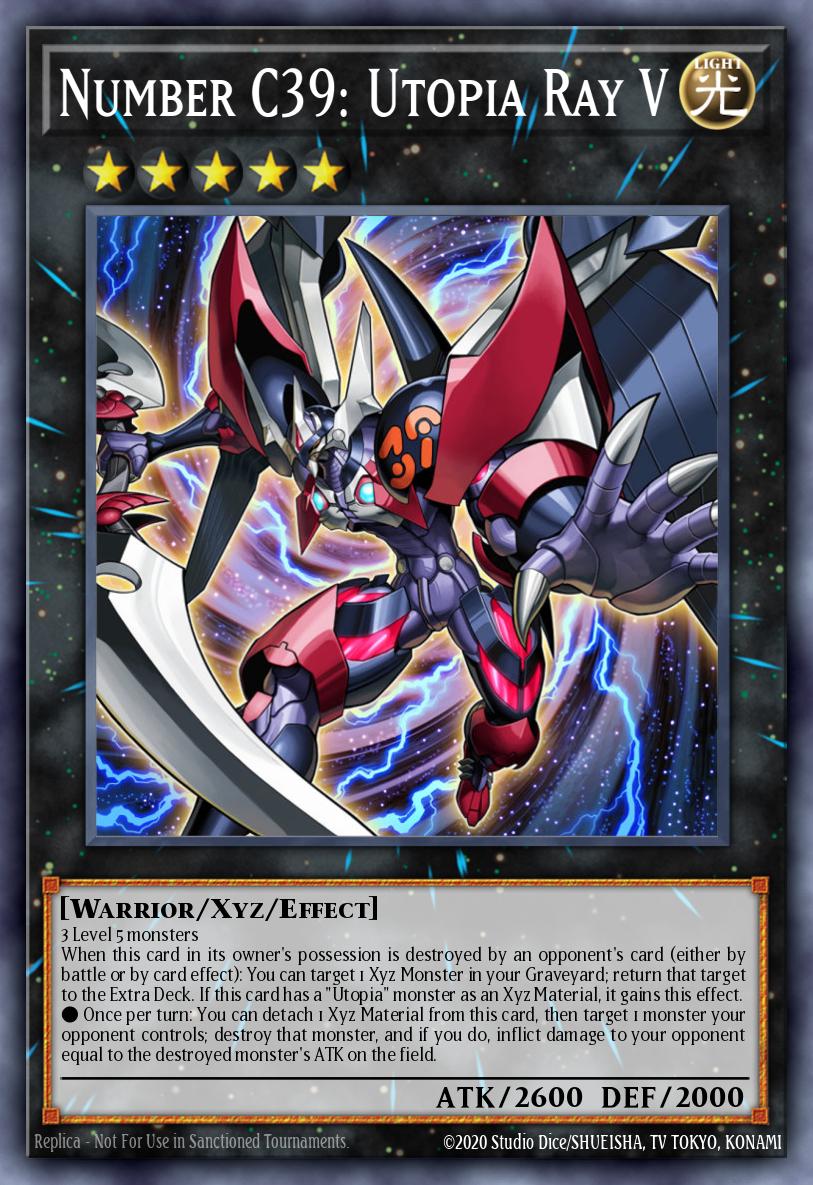 Number C39: Utopia Ray V
LIGHT
光
39
[Warrior/Xyz/Effect]
3 Level 5 monsters
When this card in its owner's possession is destroyed by an opponent's card (either by
battle or by card effect): You can target 1 Xyz Monster in your Graveyard; return that target
to the Extra Deck. If this card has a "Utopia" monster as an Xyz Material, it gains this effect.
● Once per turn: You can detach 1 Xyz Material from this card, then target 1 monster your
opponent controls; destroy that monster, and if you do, inflict damage to your opponent
equal to the destroyed monster's ATK on the field.
ATK/2600 DEF/2000
Replica - Not For Use in Sanctioned Tournaments.
©2020 Studio Dice/SHUEISHA, TV TOKYO, KONAMI